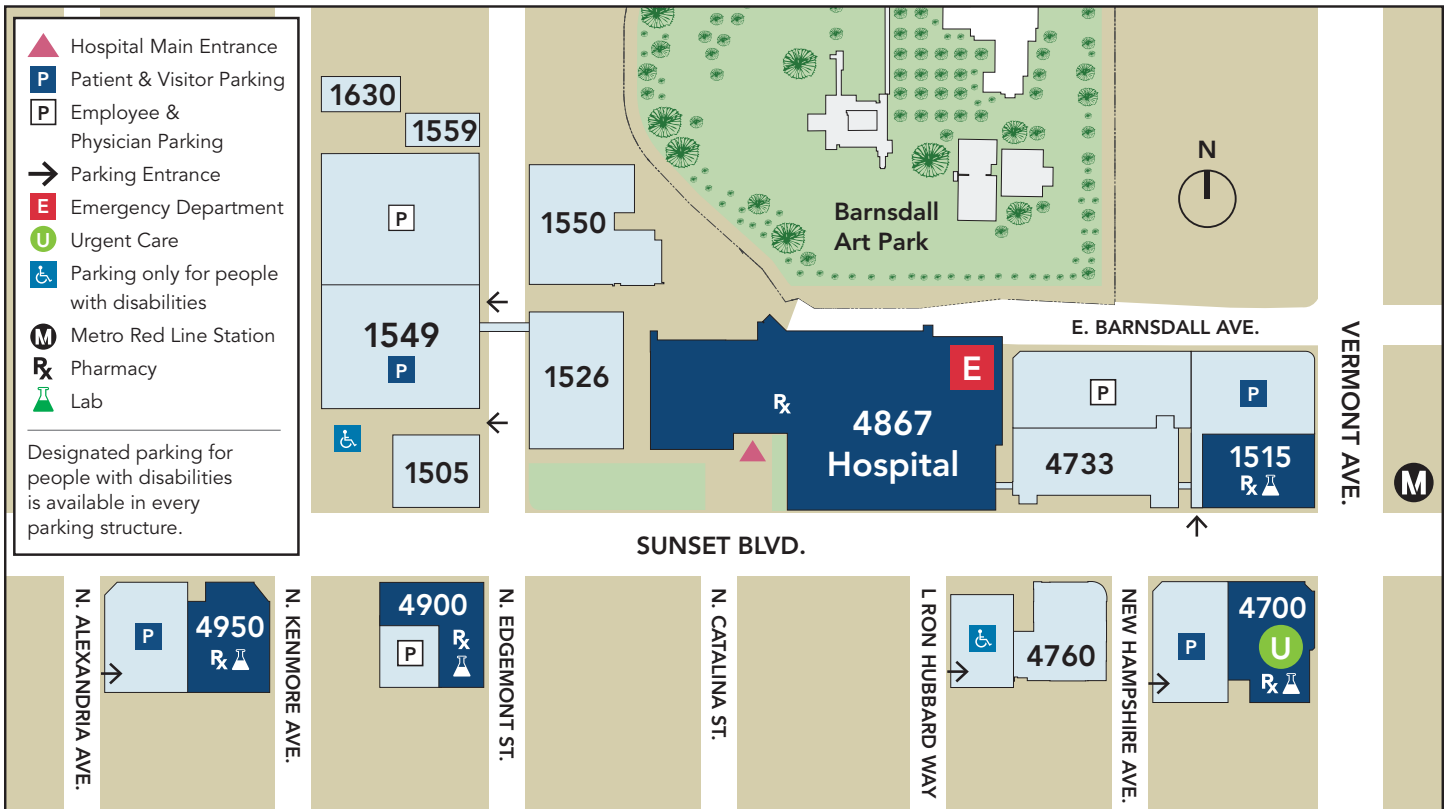 Hospital Main Entrance
P Patient & Visitor Parking
P Employee &
Physician Parking
Parking Entrance
E Emergency Department
U Urgent Care
Parking only for people
with disabilities
M Metro Red Line Station
Rx Pharmacy
Lab
Designated parking for
people with disabilities
is available in every
parking structure.
1630
1559
P
1549
P
1505
1550
1526
Barnsdall
Art Park
N
E. BARNSDALL AVE.
VERMONT AVE.
E
Rx
4867
Hospital
P
4733
P
1515
Rx
M
SUNSET BLVD.
N. ALEXANDRIA AVE.
P
4950
Rx
N. KENMORE AVE.
4900
P
Rx
N. EDGEMONT ST.
N. CATALINA ST.
L RON HUBBARD WAY
4760
NEW HAMPSHIRE AVE.
P
4700
U
Rx